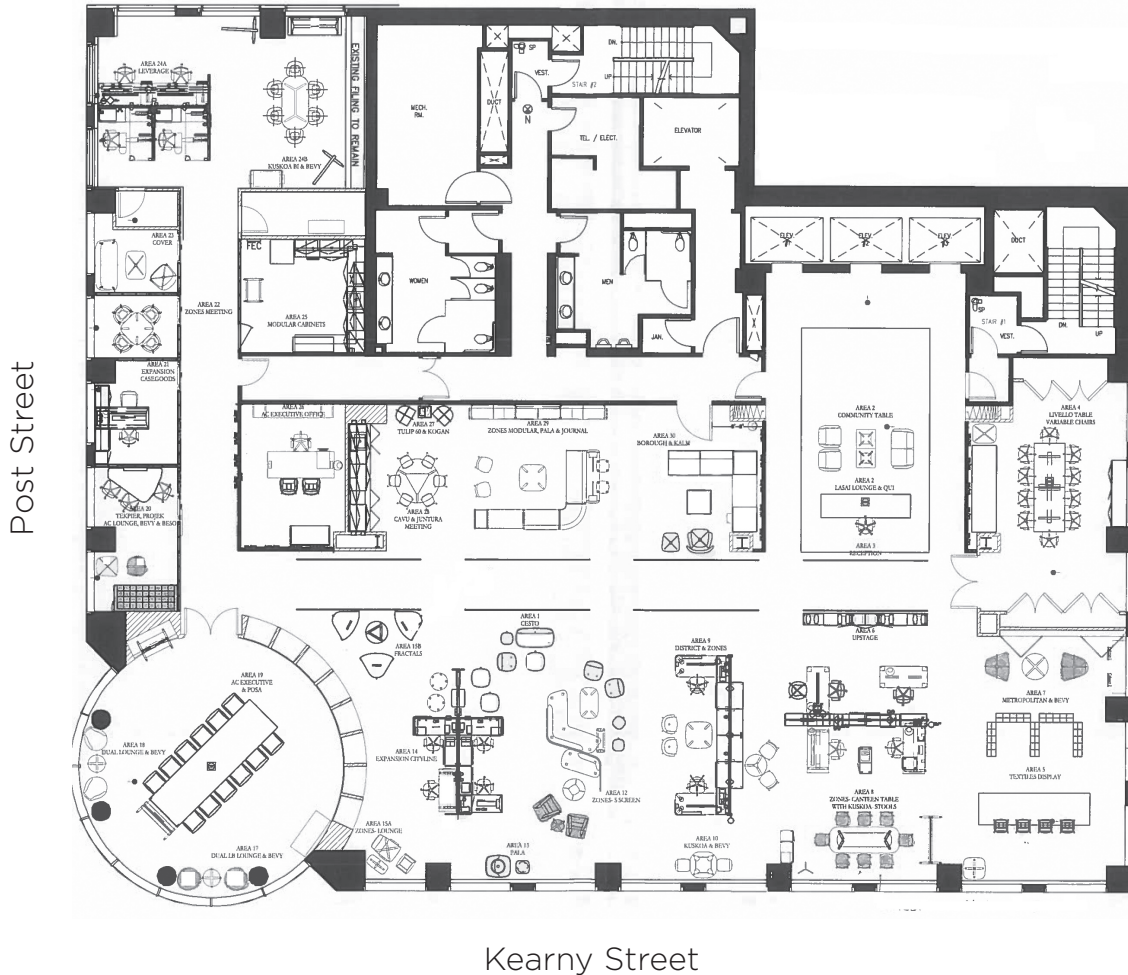 AREA 24A
LEVERAGE
EXISTING FILING TO REMAIN
AREA 24B
KUSKOA BI & BEVY
MECH.
RM.
DUCT
SP
VEST.
N
DN.
UP
STAIR #2
TEL. / ELECT.
ELEVATOR
AREA 23
COVER
FEC
AREA 25
MODULAR CABINETS
AREA 22
ZONES MEETING
WOMEN
MEN
JAN.
ELEV.
ELEV.
ELEV.
DUCT
SP
STAIR #1
VEST.
DN.
UP
AREA 21
EXPANSION
CASEGOODS
AREA 26
AC EXECUTIVE OFFICE
AREA 27
TULIP 60 & KOGAN
AREA 29
ZONES MODULAR, PALA & JOURNAL
AREA 30
BOROUGH & KALM
AREA 2
COMMUNITY TABLE
AREA 4
LIVELLO TABLE
VARIABLE CHAIRS
AREA 20
TEKPIER, PROJEK
AC LOUNGE, BEVY & BESO
AREA 28
CAVU & JUNTURA
MEETING
AREA 2
LASAI LOUNGE & QUI
AREA 3
RECEPTION
Post Street
AREA 15B
FRACTALS
AREA 1
CESTO
AREA 9
DISTRICT & ZONES
AREA 6
UPSTAGE
AREA 7
METROPOLITAN & BEVY
AREA 19
AC EXECUTIVE
& POSA
AREA 18
DUAL LOUNGE & BEVY
AREA 14
EXPANSION CITYLINE
AREA 12
ZONES- S SCREEN
AREA 5
TEXTILES DISPLAY
AREA 8
ZONES- CANTEEN TABLE
WITH KUSKOA- STOOLS
AREA 15A
ZONES- LOUNGE
AREA 13
PALA
AREA 10
KUSKOA & BEVY
AREA 17
DUAL LB LOUNGE & BEVY
Kearny Street